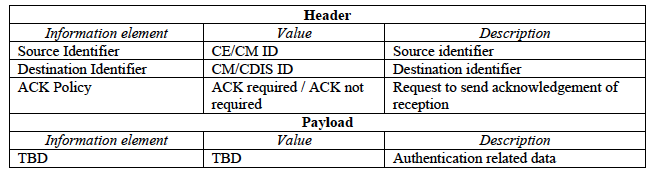 Header
Information element Value Description
Source Identifier CE/CM ID Source identifier
Destination Identifier CM/CDIS ID Destination identifier
ACK Policy ACK required / ACK not required Request to send acknowledgement of reception
Payload
Information element Value Description
TBD TBD Authentication related data